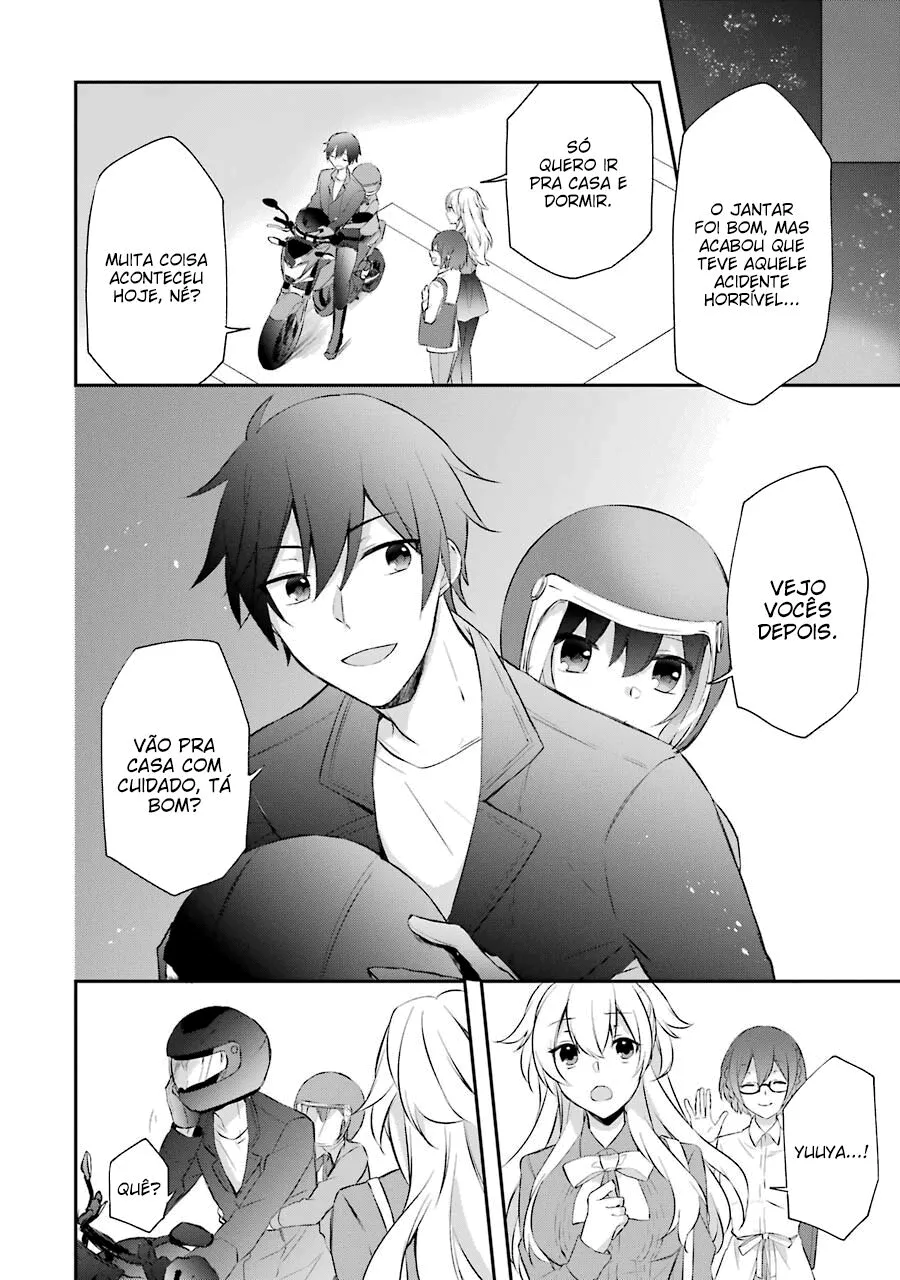 O JANTAR
FOI BOM, MAS
ACABOU QUE
TEVE AQUELE
ACIDENTE
HORRÍVEL...
SÓ
QUERO IR
PRA CASA E
DORMIR.
MUITA COISA
ACONTECEU
HOJE, NÉ?
VEJO
VOCÊS
DEPOIS.
VÃO PRA
CASA COM
CUIDADO, TÁ
BOM?
YUUYA...!
QUÊ?